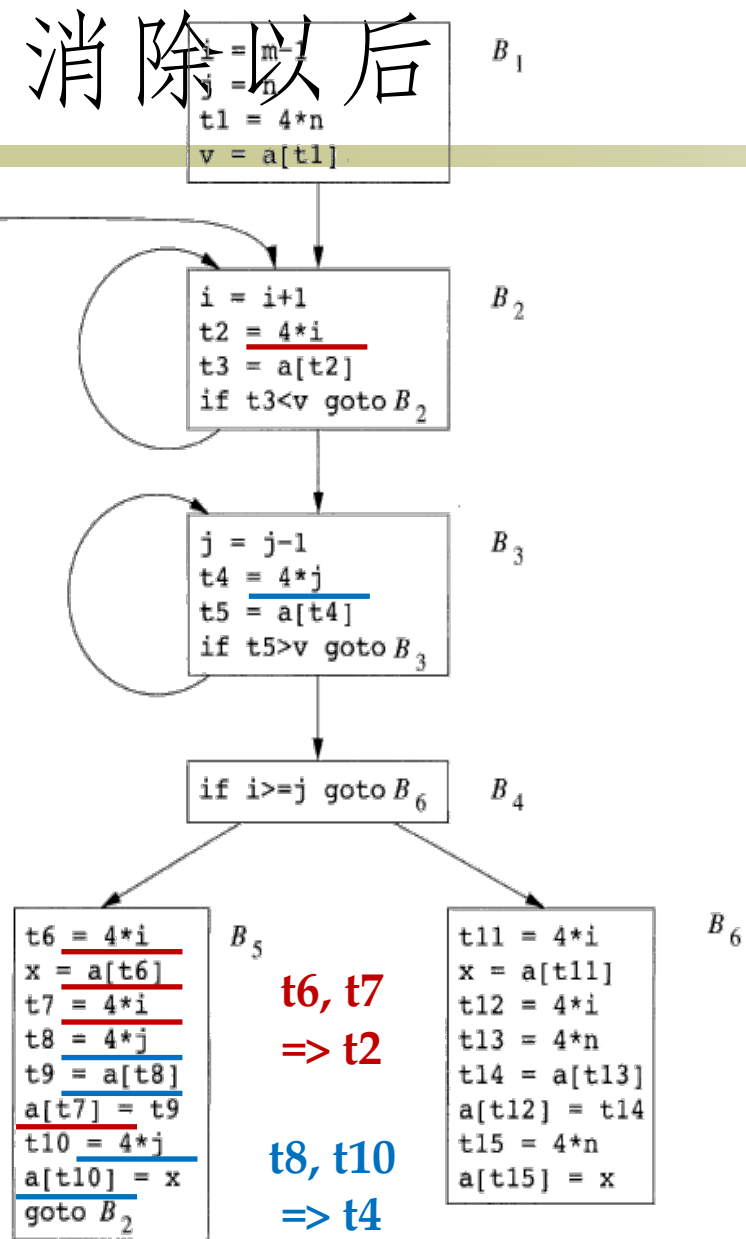 消除以后
i = m-1
j = n
t1 = 4*n
v = a[t1]
B1
i = i+1
t2 = 4*i
t3 = a[t2]
if t3<v goto B2
B2
j = j-1
t4 = 4*j
t5 = a[t4]
if t5>v goto B3
B3
if i>=j goto B6
B4
t6 = 4*i
x = a[t6]
t7 = 4*i
t8 = 4*j
t9 = a[t8]
a[t7] = t9
t10 = 4*j
a[t10] = x
goto B2
B5
t6, t7
=> t2
t8, t10
=> t4
t11 = 4*i
x = a[t11]
t12 = 4*i
t13 = 4*n
t14 = a[t13]
a[t12] = t14
t15 = 4*n
a[t15] = x
B6